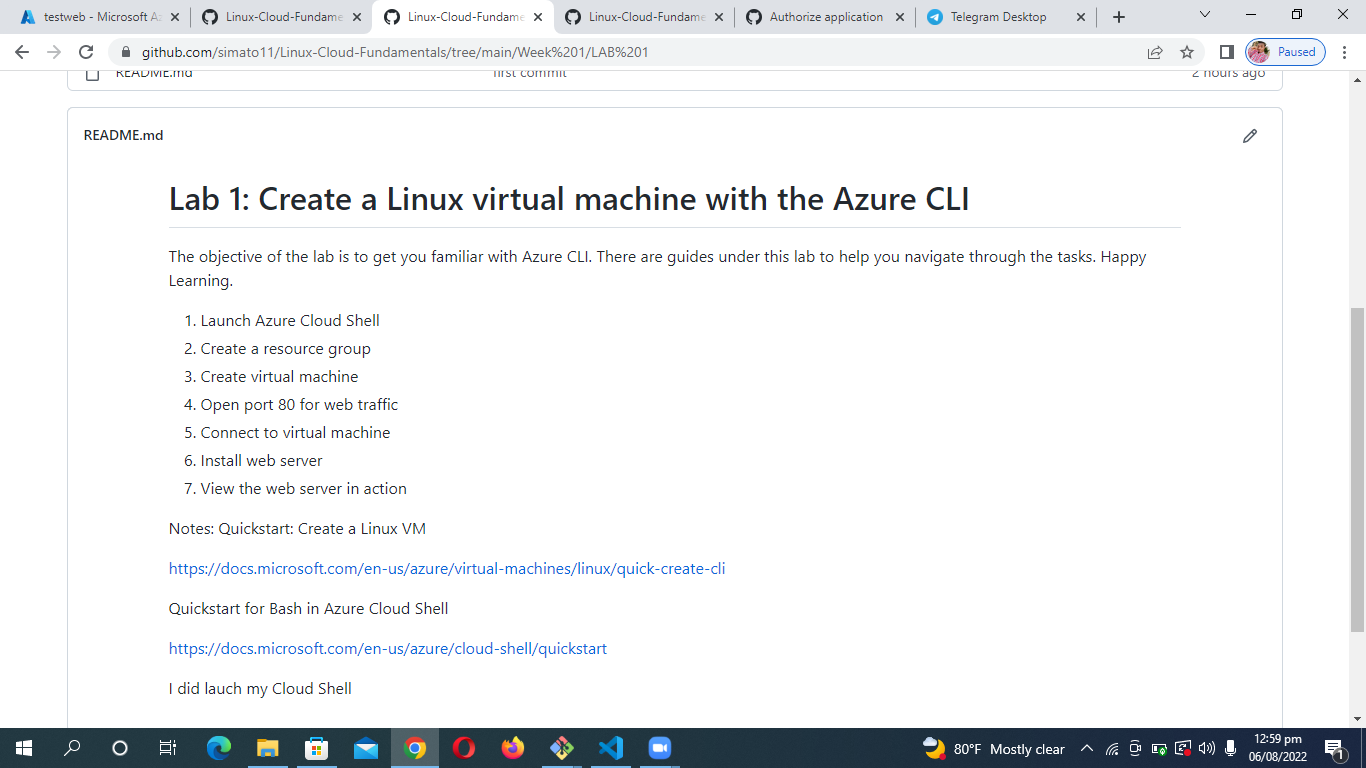 testweb - Microsoft Az
Linux-Cloud-Fundame
Linux-Cloud-Fundame
Linux-Cloud-Fundame
Authorize application
Telegram Desktop
github.com/simato11/Linux-Cloud-Fundamentals/tree/main/Week%201/LAB%201
Paused
README.md
first commit
2 hours ago
README.md
Lab 1: Create a Linux virtual machine with the Azure CLI
The objective of the lab is to get you familiar with Azure CLI. There are guides under this lab to help you navigate through the tasks. Happy
Learning.
1. Launch Azure Cloud Shell
2. Create a resource group
3. Create virtual machine
4. Open port 80 for web traffic
5. Connect to virtual machine
6. Install web server
7. View the web server in action
Notes: Quickstart: Create a Linux VM
https://docs.microsoft.com/en-us/azure/virtual-machines/linux/quick-create-cli
Quickstart for Bash in Azure Cloud Shell
https://docs.microsoft.com/en-us/azure/cloud-shell/quickstart
I did lauch my Cloud Shell
80°F Mostly clear
12:59 pm
06/08/2022
1